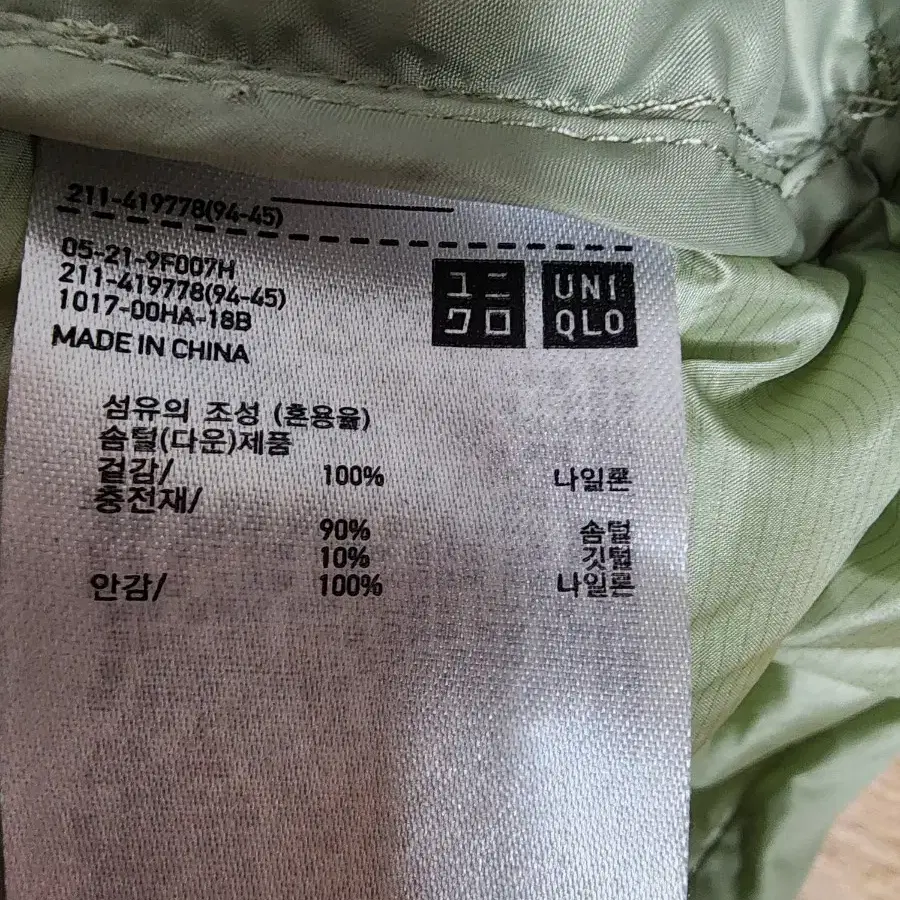 211-419778(94-45)
05-21-9F007H
211-419778(94-45)
1017-00HA-18B
MADE IN CHINA
ユニ
クロ
UNI
QLO
섬유의 조성 (혼용율)
솜털(다운)제품
겉감/ 100% 나일론
충전재/
90% 솜털
10% 깃털
안감/ 100% 나일론